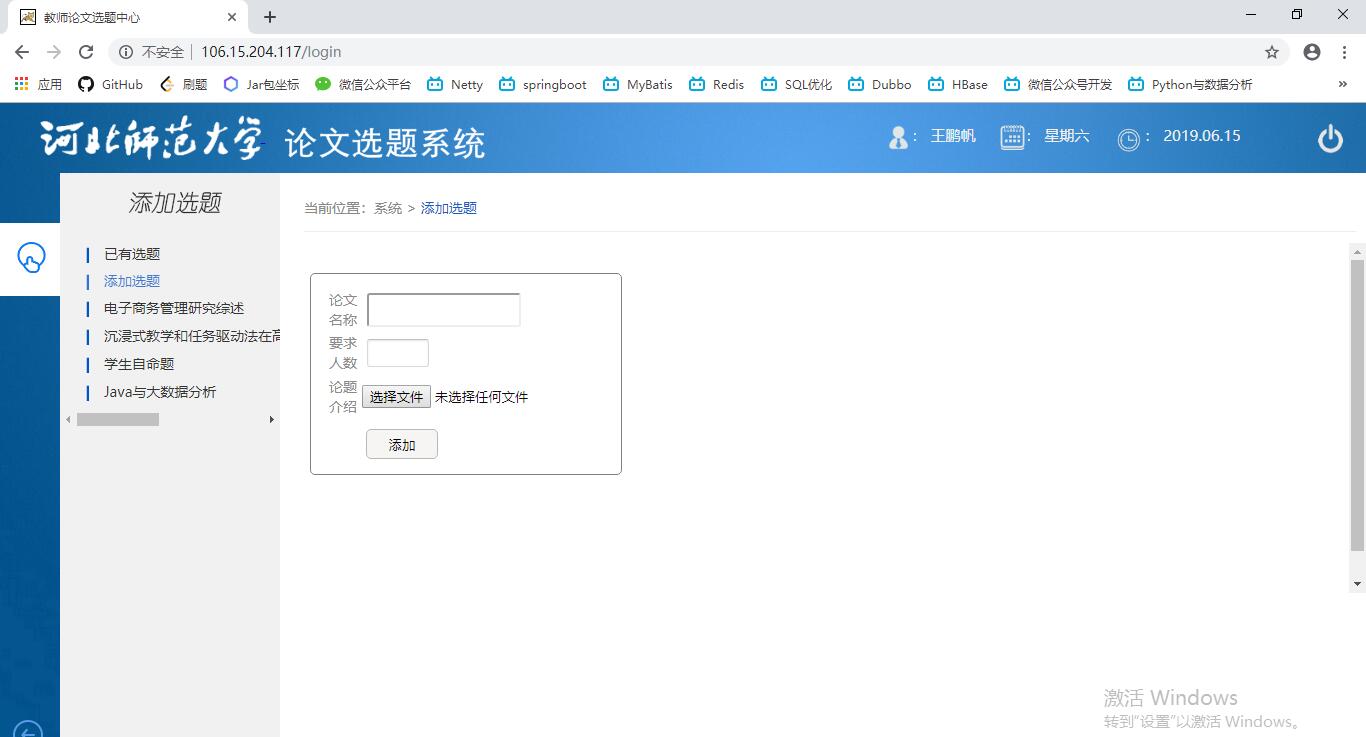 教师论文选题中心
不安全 106.15.204.117/login
应用 GitHub 刷题 Jar包坐标 微信公众平台 Netty springboot MyBatis Redis SQL优化 Dubbo HBase 微信公众号开发 Python与数据分析 »
河北师范大学 论文选题系统 : 王鹏帆 : 星期六 : 2019.06.15
添加选题
当前位置：系统 > 添加选题
已有选题
添加选题
电子商务管理研究综述
沉浸式教学和任务驱动法在高
学生自命题
Java与大数据分析
论文
名称
要求
人数
论题
介绍
选择文件 未选择任何文件
添加
激活 Windows
转到"设置"以激活 Windows。